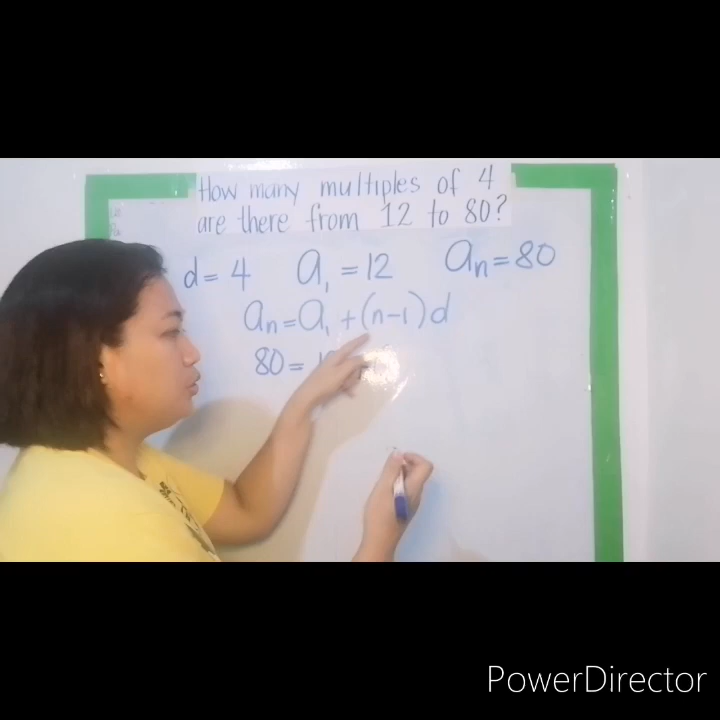 How many multiples of 4
are there from 12 to 80?
d = 4 a₁ = 12 aₙ = 80
aₙ = a₁ + (n-1)d
80 =
PowerDirector